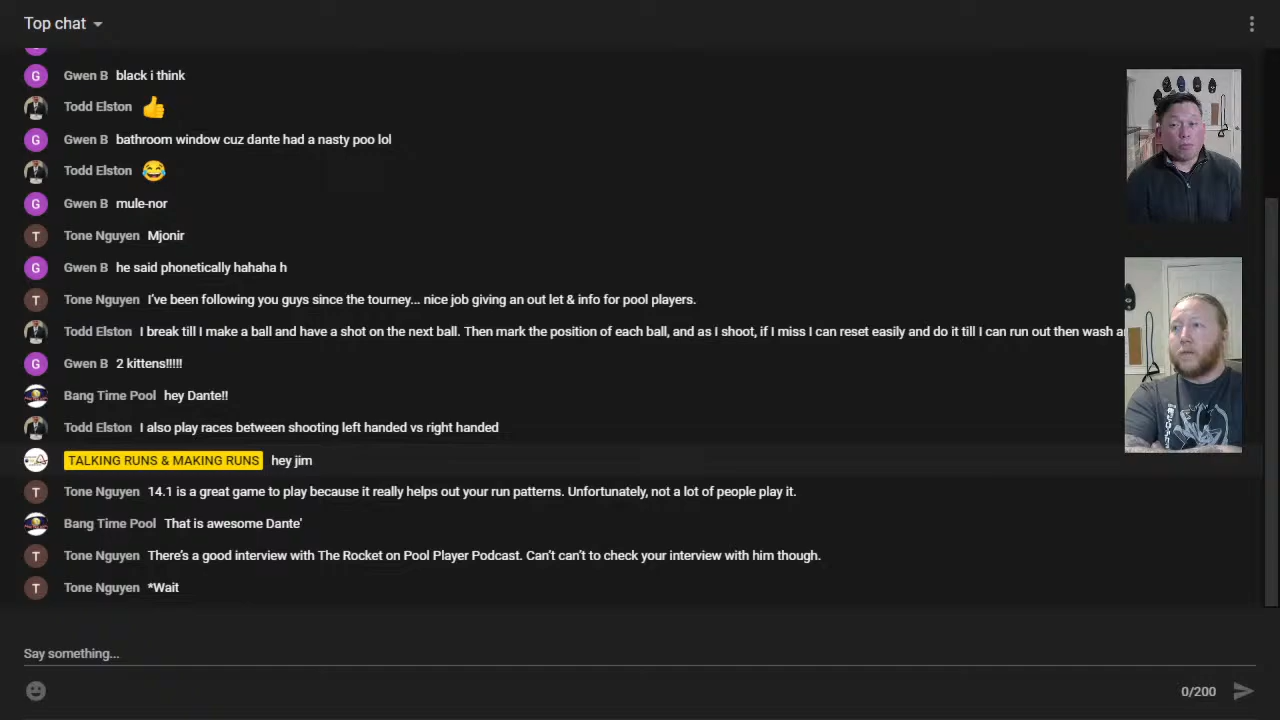 Top chat
Gwen B black i think
Todd Elston 👍
Gwen B bathroom window cuz dante had a nasty poo lol
Todd Elston 😂
Gwen B mule-nor
Tone Nguyen Mjonir
Gwen B he said phonetically hahaha h
Tone Nguyen I've been following you guys since the tourney... nice job giving an out let & info for pool players.
Todd Elston I break till I make a ball and have a shot on the next ball. Then mark the position of each ball, and as I shoot, if I miss I can reset easily and do it till I can run out then wash
Gwen B 2 kittens!!!!!
Bang Time Pool hey Dante!!
Todd Elston I also play races between shooting left handed vs right handed
TALKING RUNS & MAKING RUNS hey jim
Tone Nguyen 14.1 is a great game to play because it really helps out your run patterns. Unfortunately, not a lot of people play it.
Bang Time Pool That is awesome Dante'
Tone Nguyen There's a good interview with The Rocket on Pool Player Podcast. Can't can't to check your interview with him though.
Tone Nguyen *Wait
Say something...
0/200